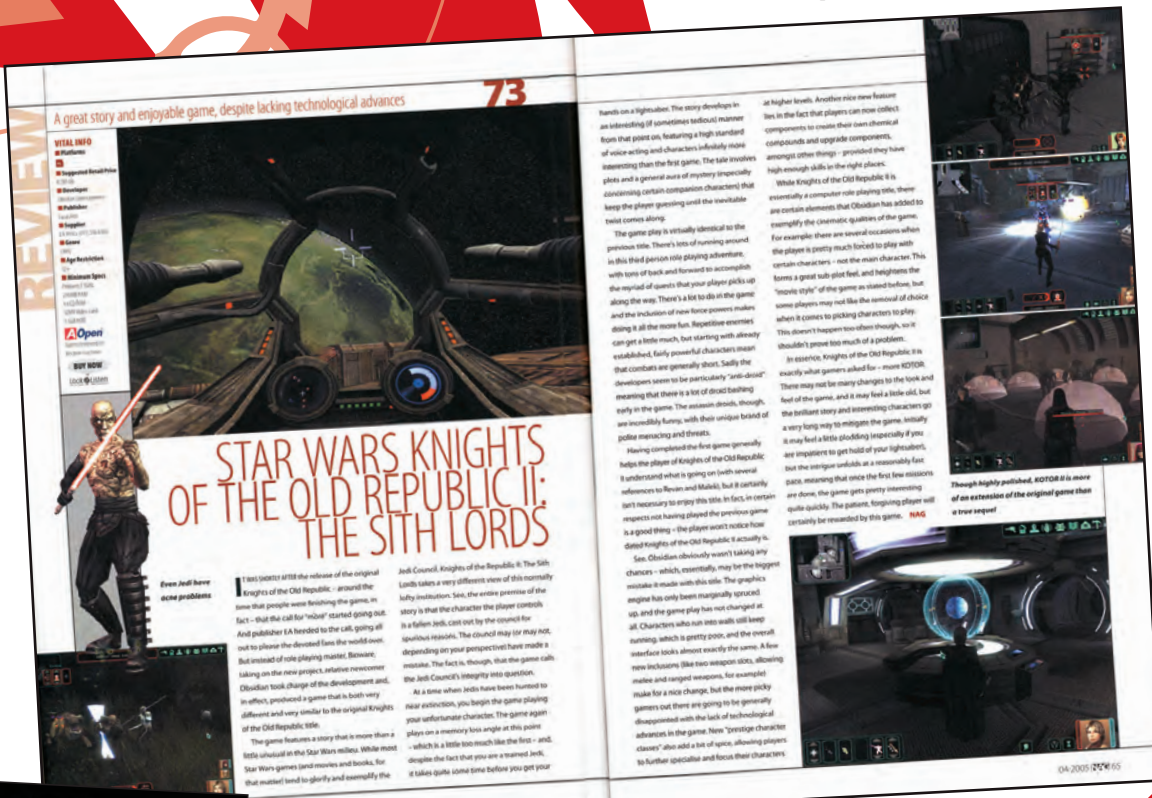 REVIEW
A great story and enjoyable game, despite lacking technological advances
73
VITAL INFO
Platforms
Suggested Retail Price
Developer
Publisher
Supplier
Genre
Age Restriction
Minimum Specs
AOpen
BUY NOW
LOOK & LISTEN
STAR WARS KNIGHTS
OF THE OLD REPUBLIC II:
THE SITH LORDS
Even Jedi have
acne problems
IT WAS SHORTLY AFTER the release of the original
Knights of the Old Republic – around the
time that people were finishing the game, in
fact – that the call for "more" started going out.
And publisher EA heeded to the call, going all
out to please the devoted fans the world over.
But instead of role playing master, Bioware,
taking on the new project, relative newcomer
Obsidian took charge of the development and,
in effect, produced a game that is both very
different and very similar to the original Knights
of the Old Republic title.
The game features a story that is more than a
little unusual in the Star Wars milieu. While most
Star Wars games (and movies and books, for
that matter) tend to glorify and exemplify the
Jedi Council, Knights of the Republic II: The Sith
Lords takes a very different view of this normally
lofty institution. See, the entire premise of the
story is that the character the player controls
is a fallen Jedi, cast out by the council for
spurious reasons. The council may (or may not,
depending on your perspective) have made a
mistake. The fact is, though, that the game calls
the Jedi Council's integrity into question.
At a time when Jedis have been hunted to
near extinction, you begin the game playing
your unfortunate character. The game again
plays on a memory loss angle at this point
– which is a little too much like the first – and,
despite the fact that you are a trained Jedi,
it takes quite some time before you get your
hands on a lightsaber. The story develops in
an interesting (if sometimes tedious) manner
from that point on, featuring a high standard
of voice acting and characters infinitely more
interesting than the first game. The tale involves
plots and a general aura of mystery (especially
concerning certain companion characters) that
keep the player guessing until the inevitable
twist comes along.
The game play is virtually identical to the
previous title. There's lots of running around
in this third person role playing adventure,
with tons of back and forward to accomplish
the myriad of quests that your player picks up
along the way. There's a lot to do in the game
and the inclusion of new force powers makes
doing it all the more fun. Repetitive enemies
can get a little much, but starting with already
established, fairly powerful characters mean
that combats are generally short. Sadly the
developers seem to be particularly "anti-droid"
meaning that there is a lot of droid bashing
early in the game. The assassin droids, though,
are incredibly funny, with their unique brand of
polite menacing and threats.
Having completed the first game generally
helps the player of Knights of the Old Republic
II understand what is going on (with several
references to Revan and Malek), but it certainly
isn't necessary to enjoy this title. In fact, in certain
respects not having played the previous game
is a good thing – the player won't notice how
dated Knights of the Old Republic II actually is.
See, Obsidian obviously wasn't taking any
chances – which, essentially, may be the biggest
mistake it made with this title. The graphics
engine has only been marginally spruced
up, and the game play has not changed at
all. Characters who run into walls still keep
running, which is pretty poor, and the overall
interface looks almost exactly the same. A few
new inclusions (like two weapon slots, allowing
melee and ranged weapons, for example)
make for a nice change, but the more picky
gamers out there are going to be generally
disappointed with the lack of technological
advances in the game. New "prestige character
classes" also add a bit of spice, allowing players
to further specialise and focus their characters
at higher levels. Another nice new feature
lies in the fact that players can now collect
components to create their own chemical
compounds and upgrade components,
amongst other things – provided they have
high enough skills in the right places.
While Knights of the Old Republic II is
essentially a computer role playing title, there
are certain elements that Obsidian has added to
exemplify the cinematic qualities of the game.
For example: there are several occasions when
the player is pretty much forced to play with
certain characters – not the main character. This
forms a great sub-plot feel, and heightens the
"movie style" of the game as stated before, but
some players may not like the removal of choice
when it comes to picking characters to play.
This doesn't happen too often though, so it
shouldn't prove too much of a problem.
In essence, Knights of the Old Republic II is
exactly what gamers asked for – more KOTOR.
There may not be many changes to the look and
feel of the game, and it may feel a little old, but
the brilliant story and interesting characters go
a very long way to mitigate the game. Initially
it may feel a little plodding (especially if you
are impatient to get hold of your lightsaber),
but the intrigue unfolds at a reasonably fast
pace, meaning that once the first few missions
are done, the game gets pretty interesting
quite quickly. The patient, forgiving player will
certainly be rewarded by this game. NAG
Though highly polished, KOTOR II is more
of an extension of the original game than
a true sequel
04·2005 NAG 65